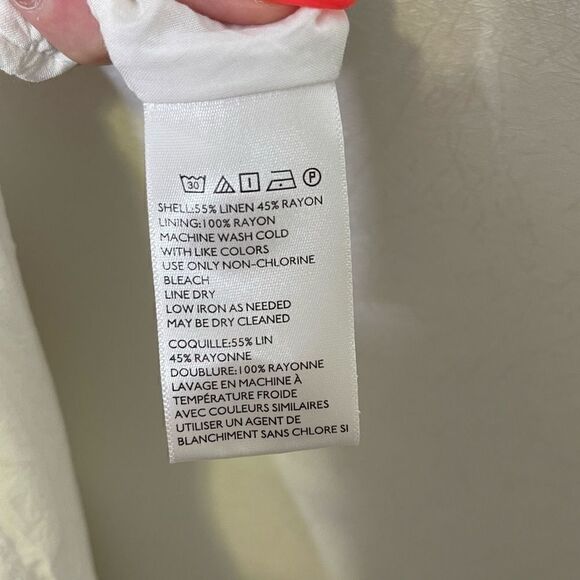 30 P
SHELL:55% LINEN 45% RAYON
LINING:100% RAYON
MACHINE WASH COLD
WITH LIKE COLORS
USE ONLY NON-CHLORINE
BLEACH
LINE DRY
LOW IRON AS NEEDED
MAY BE DRY CLEANED
COQUILLE:55% LIN
45% RAYONNE
DOUBLURE:100% RAYONNE
LAVAGE EN MACHINE À
TEMPÉRATURE FROIDE
AVEC COULEURS SIMILAIRES
UTILISER UN AGENT DE
BLANCHIMENT SANS CHLORE SI